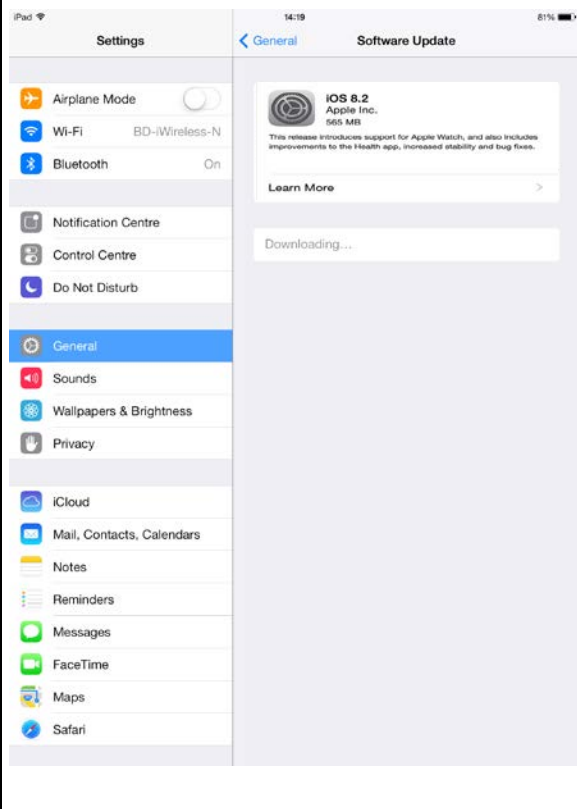 iPad 14:19 81%
Settings
General Software Update
Airplane Mode
Wi-Fi BD-iWireless-N
Bluetooth On
Notification Centre
Control Centre
Do Not Disturb
General
Sounds
Wallpapers & Brightness
Privacy
iCloud
Mail, Contacts, Calendars
Notes
Reminders
Messages
FaceTime
Maps
Safari
iOS 8.2
Apple Inc.
565 MB
This release introduces support for Apple Watch, and also includes
improvements to the Health app, increased stability and bug fixes.
Learn More
Downloading...